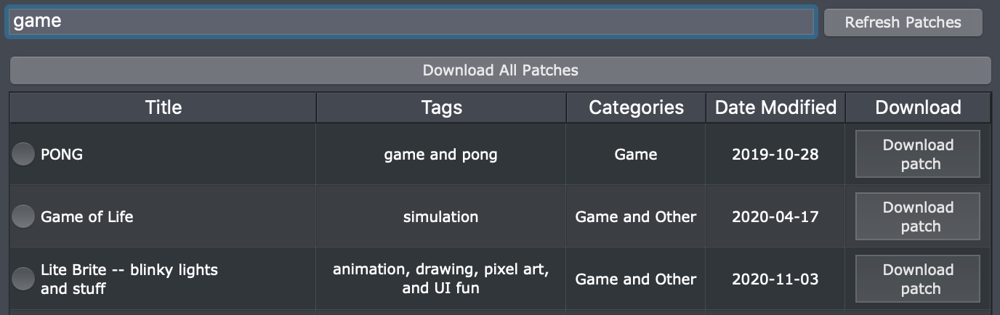 game
Refresh Patches
Download All Patches
Title Tags Categories Date Modified Download
PONG
game and pong
Game
2019-10-28
Download
patch
Game of Life
simulation
Game and Other
2020-04-17
Download
patch
Lite Brite -- blinky lights
and stuff
animation, drawing, pixel art,
and UI fun
Game and Other
2020-11-03
Download
patch